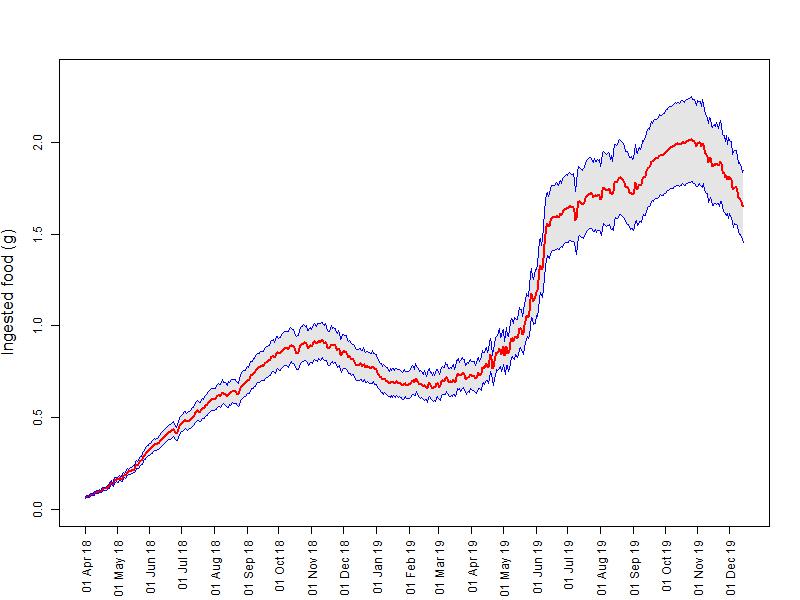 Ingested food (g)
2.0
1.5
1.0
0.5
0.0
01 Apr 18
01 May 18
01 Jun 18
01 Jul 18
01 Aug 18
01 Sep 18
01 Oct 18
01 Nov 18
01 Dec 18
01 Jan 19
01 Feb 19
01 Mar 19
01 Apr 19
01 May 19
01 Jun 19
01 Jul 19
01 Aug 19
01 Sep 19
01 Oct 19
01 Nov 19
01 Dec 19